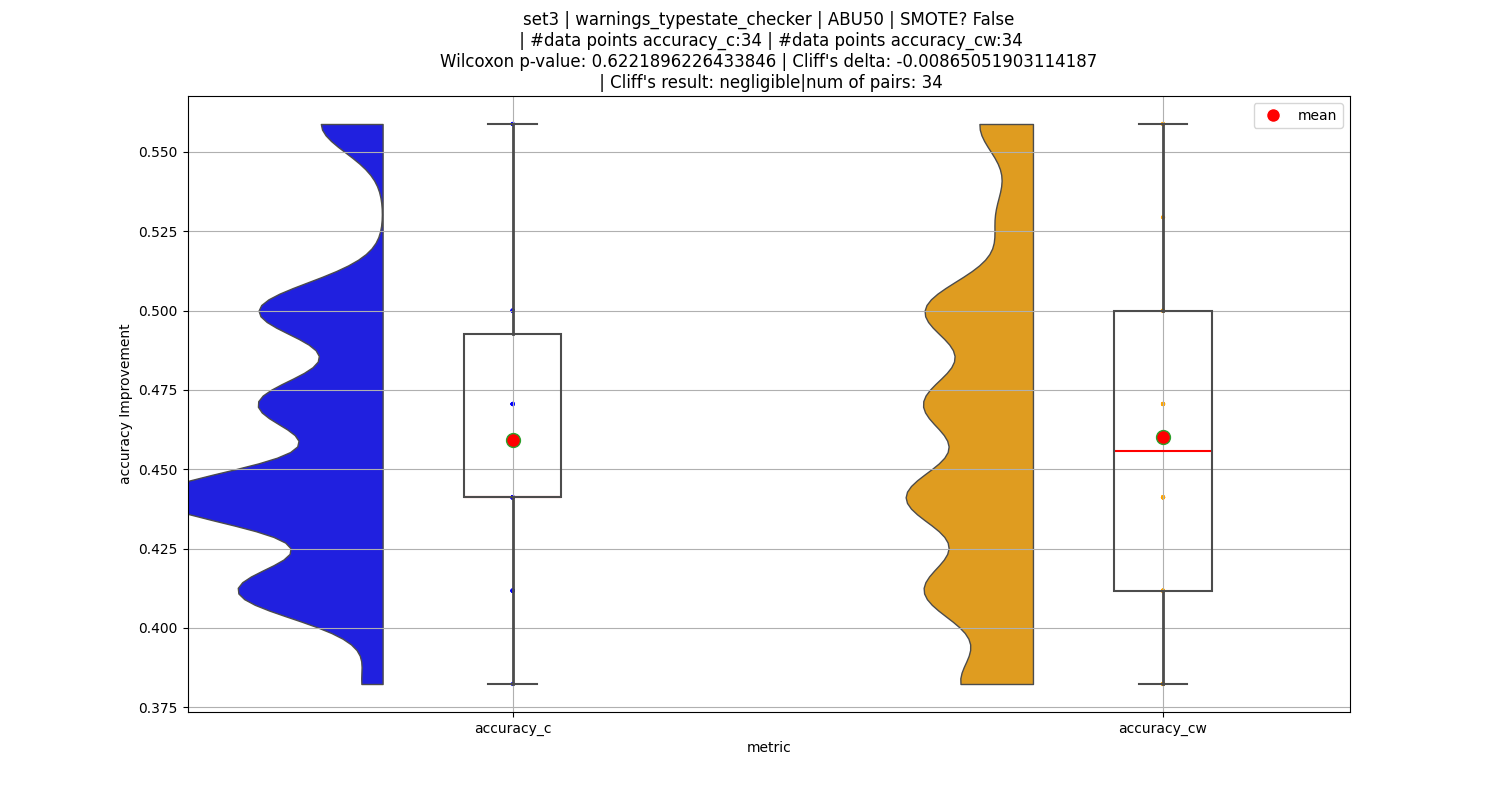 set3 | warnings_typestate_checker | ABU50 | SMOTE? False
| #data points accuracy_c:34 | #data points accuracy_cw:34
Wilcoxon p-value: 0.6221896226433846 | Cliff's delta: -0.00865051903114187
| Cliff's result: negligible|num of pairs: 34
mean
0.550
0.525
0.500
0.475
0.450
0.425
0.400
0.375
accuracy Improvement
accuracy_c
accuracy_cw
metric